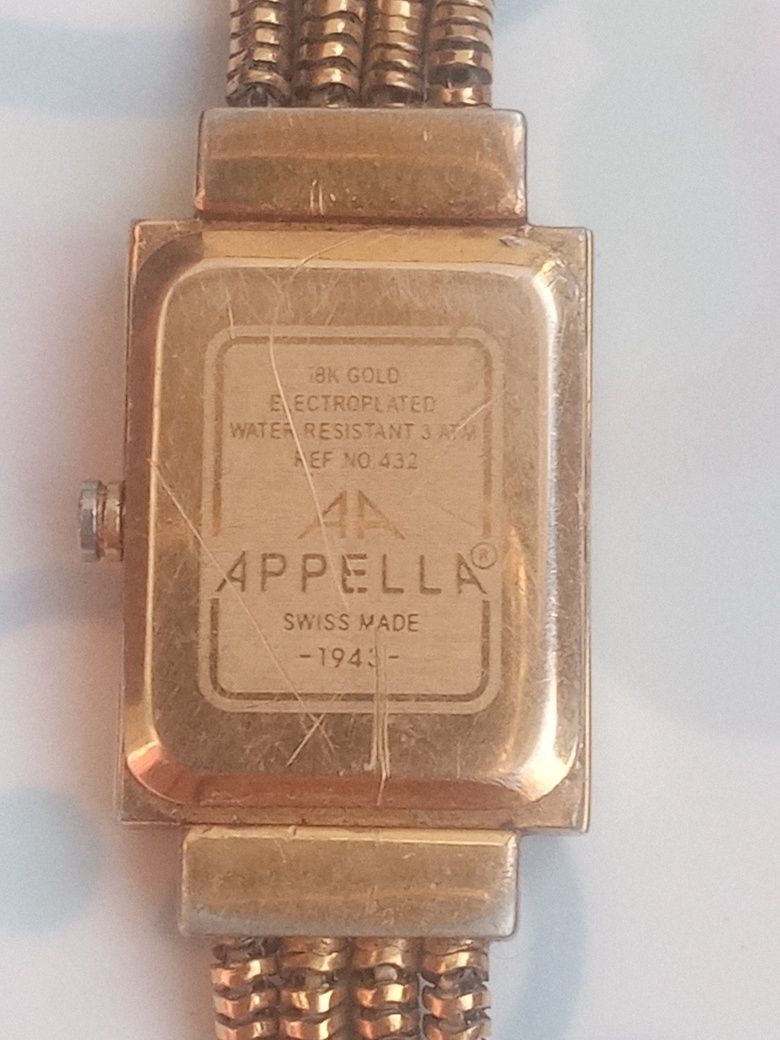 18K GOLD
ELECTROPLATED
WATER RESISTANT 3 ATM
REF NO 432
AA
APPELLA®
SWISS MADE
-1943-